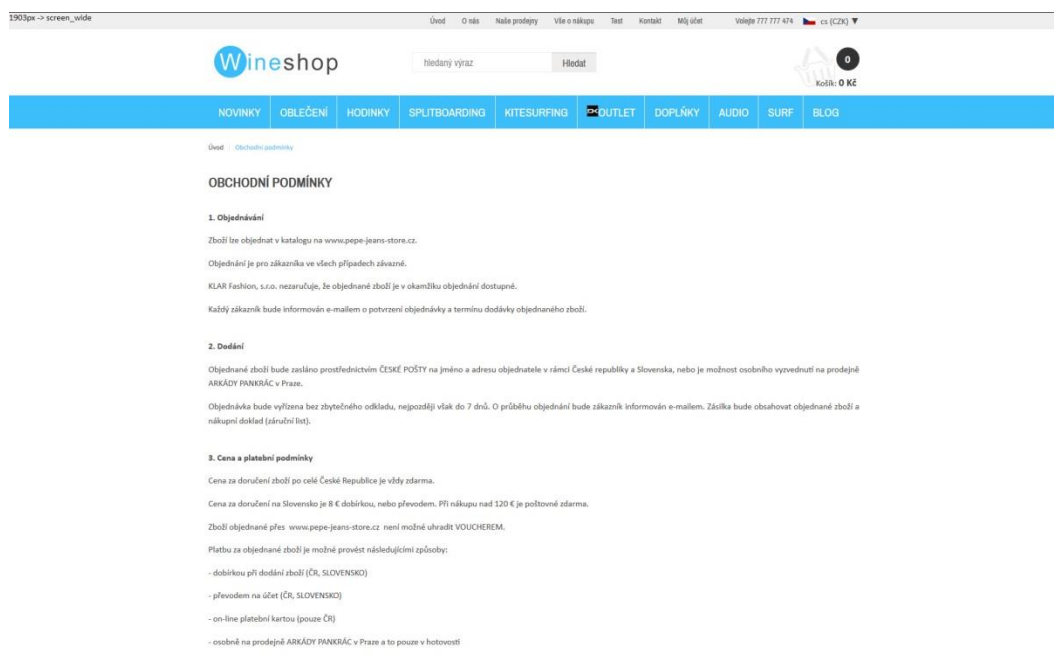 1903px -> screen_wide
Úvod O nás Naše prodejny Vše o nákupu Test Kontakt Můj účet Volejte 777 777 474 cs (CZK) ▼
Wineshop
hledaný výraz Hledat
0
Košík: 0 Kč
NOVINKY OBLEČENÍ HODINKY SPLITBOARDING KITESURFING OUTLET DOPLŇKY AUDIO SURF BLOG
Úvod Obchodní podmínky
OBCHODNÍ PODMÍNKY
1. Objednávání
Zboží lze objednat v katalogu na www.pepe-jeans-store.cz.
Objednání je pro zákazníka ve všech případech závazné.
KLAR Fashion, s.r.o. nezaručuje, že objednané zboží je v okamžiku objednání dostupné.
Každý zákazník bude informován e-mailem o potvrzení objednávky a termínu dodávky objednaného zboží.
2. Dodání
Objednané zboží bude zasláno prostřednictvím ČESKÉ POŠTY na jméno a adresu objednatele v rámci České republiky a Slovenska, nebo je možnost osobního vyzvednutí na prodejně
ARKÁDY PANKRÁC v Praze.
Objednávka bude vyřízena bez zbytečného odkladu, nejpozději však do 7 dnů. O průběhu objednání bude zákazník informován e-mailem. Zásilka bude obsahovat objednané zboží a
nákupní doklad (záruční list).
3. Cena a platební podmínky
Cena za doručení zboží po celé České Republice je vždy zdarma.
Cena za doručení na Slovensko je 8 € dobírkou, nebo převodem. Při nákupu nad 120 € je poštovné zdarma.
Zboží objednané přes www.pepe-jeans-store.cz není možné uhradit VOUCHEREM.
Platbu za objednané zboží je možné provést následujícími způsoby:
- dobírkou při dodání zboží (ČR, SLOVENSKO)
- převodem na účet (ČR, SLOVENSKO)
- on-line platební kartou (pouze ČR)
- osobně na prodejně ARKÁDY PANKRÁC v Praze a to pouze v hotovosti